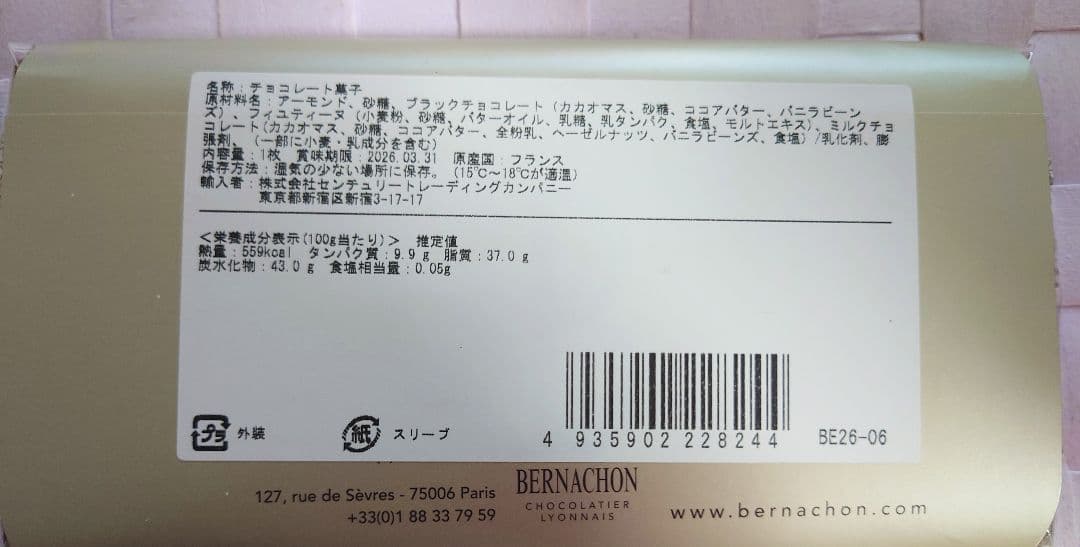 名称：チョコレート菓子
原材料名：アーモンド、砂糖、ブラックチョコレート（カカオマス、砂糖、ココアバター、バニラビーン
ズ）、フィユティーヌ（小麦粉、砂糖、バターオイル、乳糖、乳タンパク、食塩、モルトエキス）、ミルクチョ
コレート(カカオマス、砂糖、ココアバター、全粉乳、ヘーゼルナッツ、バニラビーンズ、食塩）/乳化剤、膨
張剤、（一部に小麦・乳成分を含む）
内容量：1枚　賞味期限：2026.03.31　原産国：フランス
保存方法：湿気の少ない場所に保存。（15℃～18℃が適温）
輸入者：株式会社センチュリートレーディングカンパニー
東京都新宿区新宿3-17-17
＜栄養成分表示(100g当たり)＞　推定値
熱量：559kcal　タンパク質：9.9 g　脂質：37.0 g
炭水化物：43.0 g　食塩相当量：0.05g
プラ 外装 紙 スリーブ
4 935902 228244 BE26-06
127, rue de Sèvres - 75006 Paris
+33(0)1 88 33 79 59
BERNACHON
CHOCOLATIER
LYONNAIS
www.bernachon.com